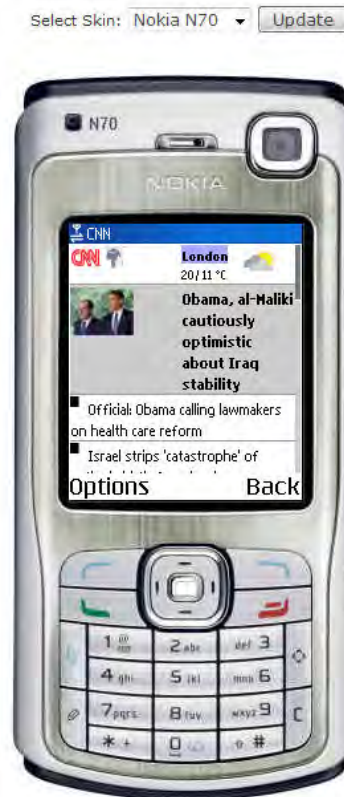 Select Skin: Nokia N70 Update
N70
NOKIA
CNN
CNN London
20/11 °C
Obama, al-Maliki
cautiously
optimistic
about Iraq
stability
Official: Obama calling lawmakers
on health care reform
Israel strips 'catastrophe' of
Options Back
1
2 abc
def 3
4 ghi
5 jkl
mno 6
7 pqrs
8 tuv
wxyz 9
C
* +
0
#